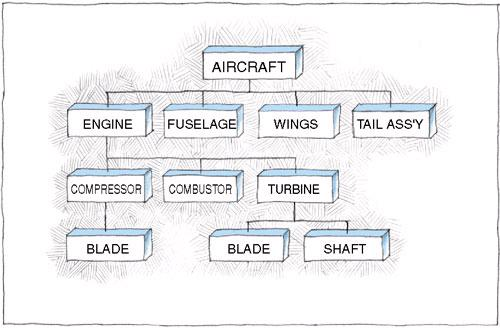 AIRCRAFT
ENGINE
FUSELAGE
WINGS
TAIL ASS'Y
COMPRESSOR
COMBUSTOR
TURBINE
BLADE
BLADE
SHAFT